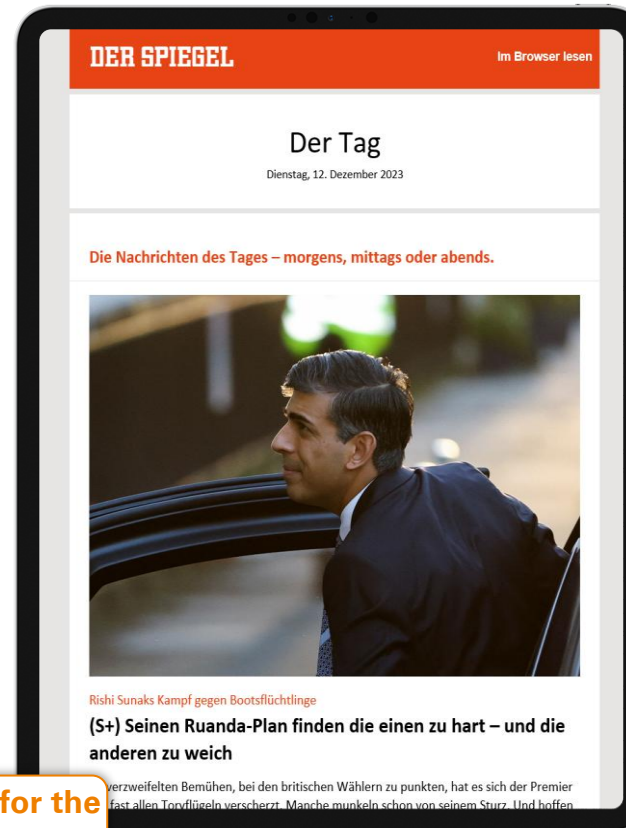 DER SPIEGEL
Im Browser lesen
Der Tag
Dienstag, 12. Dezember 2023
Die Nachrichten des Tages – morgens, mittags oder abends.
Rishi Sunaks Kampf gegen Bootsflüchtlinge
(S+) Seinen Ruanda-Plan finden die einen zu hart – und die
anderen zu weich
verzweifelten Bemühen, bei den britischen Wählern zu punkten, hat es sich der Premier
fast allen Toryflügeln verscherzt. Manche munkeln schon von seinem Sturz. Und hoffen
for the